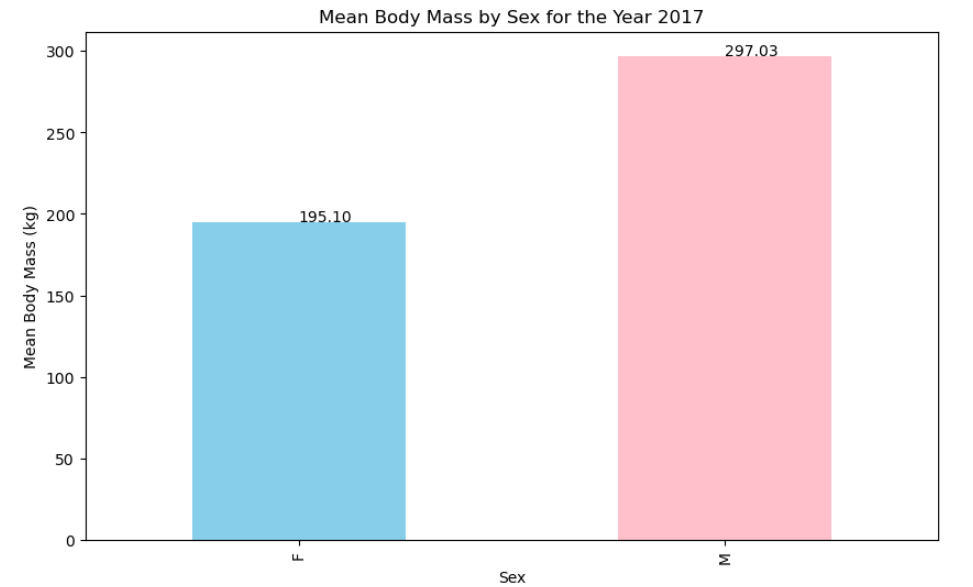 Mean Body Mass by Sex for the Year 2017
Mean Body Mass (kg)
300
250
200
150
100
50
0
195.10
297.03
F
M
Sex